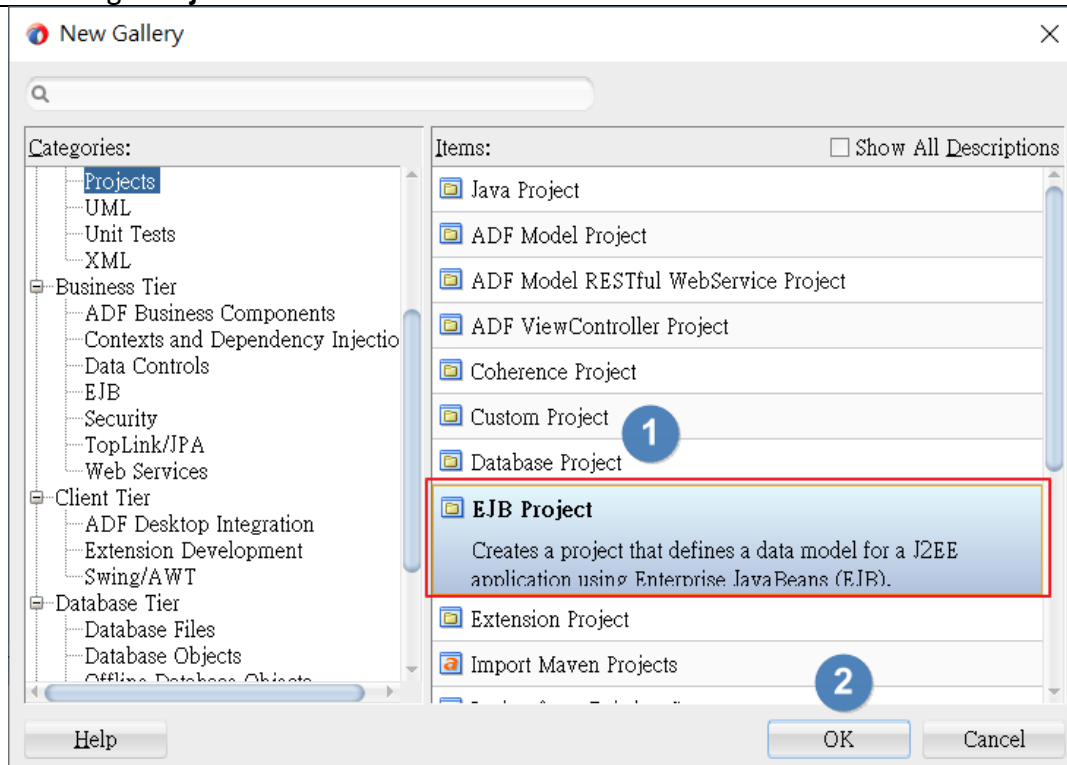 New Gallery
Categories:
Items:
Show All Descriptions
Projects
UML
Unit Tests
XML
Business Tier
ADF Business Components
Contexts and Dependency Injectio
Data Controls
EJB
Security
TopLink/JPA
Web Services
Client Tier
ADF Desktop Integration
Extension Development
Swing/AWT
Database Tier
Database Files
Database Objects
Offline Database Objects
Java Project
ADF Model Project
ADF Model RESTful WebService Project
ADF ViewController Project
Coherence Project
Custom Project
1
Database Project
EJB Project
Creates a project that defines a data model for a J2EE
application using Enterprise JavaBeans (EJB).
Extension Project
Import Maven Projects
2
Help
OK
Cancel